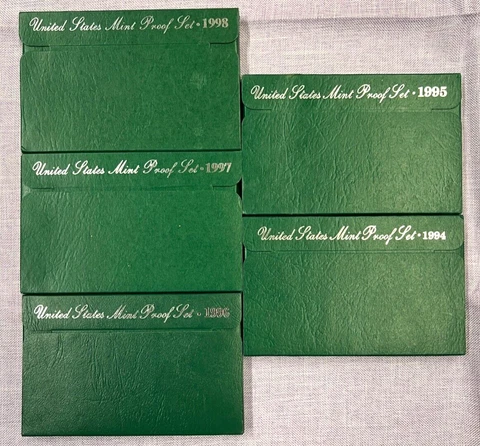 United States Mint Proof Set • 1998
United States Mint Proof Set • 1997
United States Mint Proof Set • 1996
United States Mint Proof Set • 1995
United States Mint Proof Set • 1994